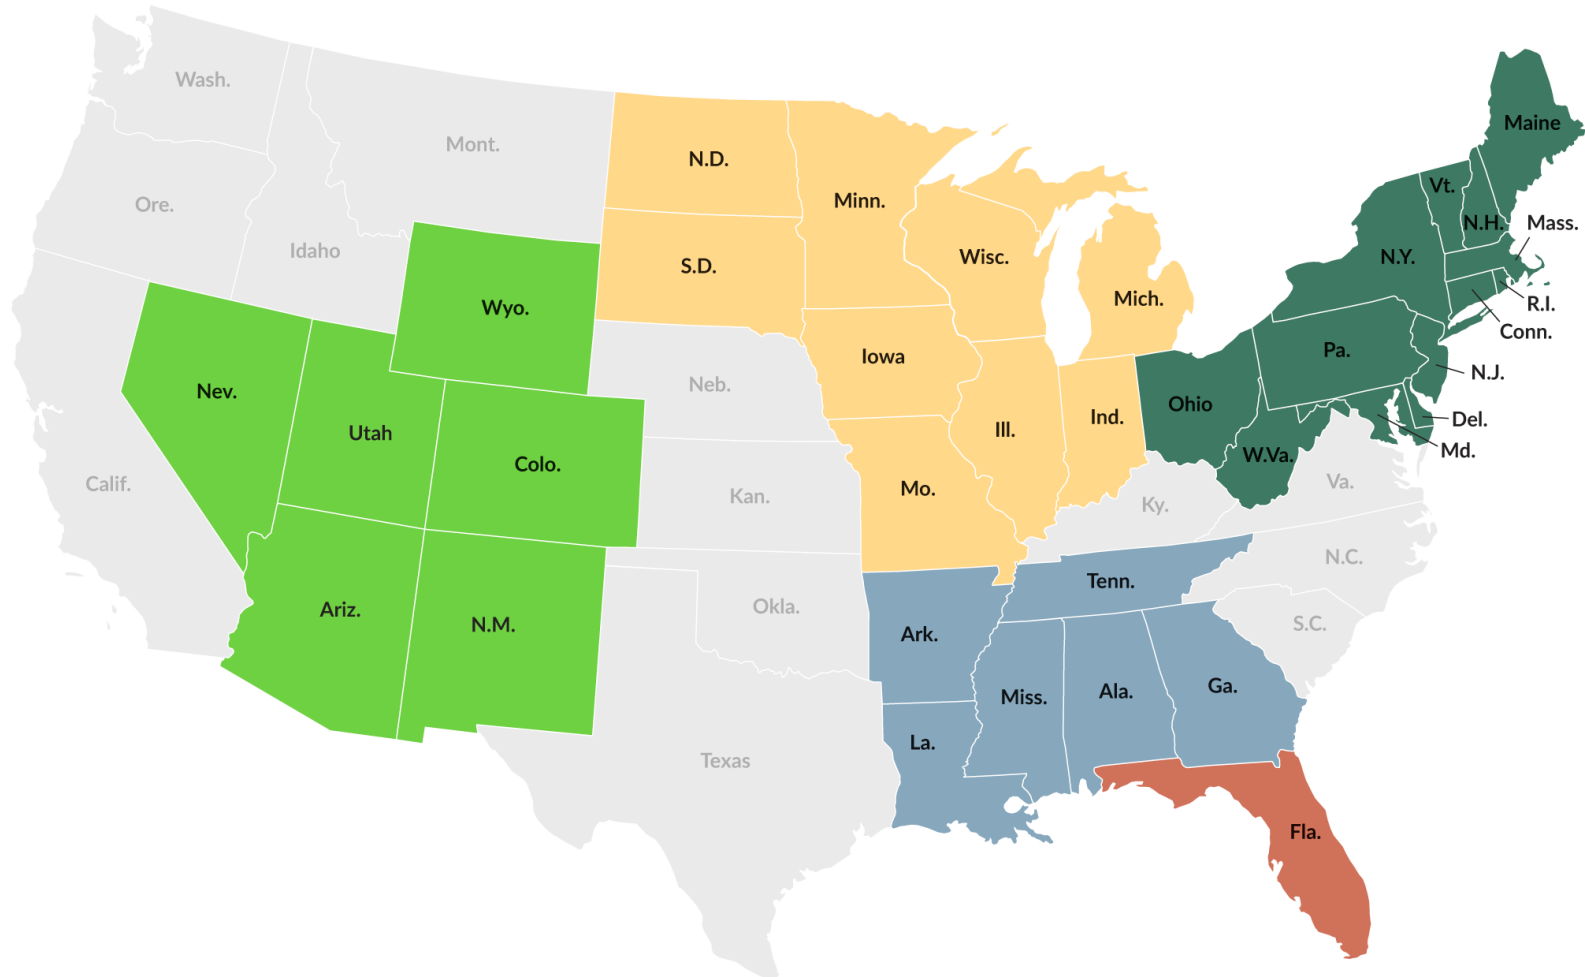 Wash.
Mont.
Maine
N.D.
Vt.
Minn.
Ore.
N.H.
Mass.
Idaho
Wisc.
N.Y.
S.D.
Mich.
R.I.
Wyo.
Conn.
Pa.
Iowa
N.J.
Neb.
Nev.
Ohio
Ind.
Del.
Utah
Ill.
Md.
W.Va.
Colo.
Calif.
Va.
Mo.
Kan.
Ky.
N.C.
Tenn.
Okla.
Ariz.
N.M.
S.C.
Ark.
Ga.
Ala.
Miss.
La.
Texas
Fla.